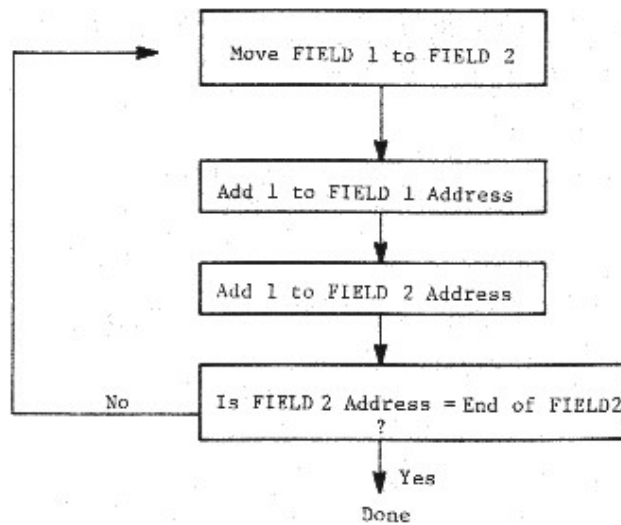 Move FIELD 1 to FIELD 2
Add 1 to FIELD 1 Address
Add 1 to FIELD 2 Address
Is FIELD 2 Address = End of FIELD2
?
No
Yes
Done